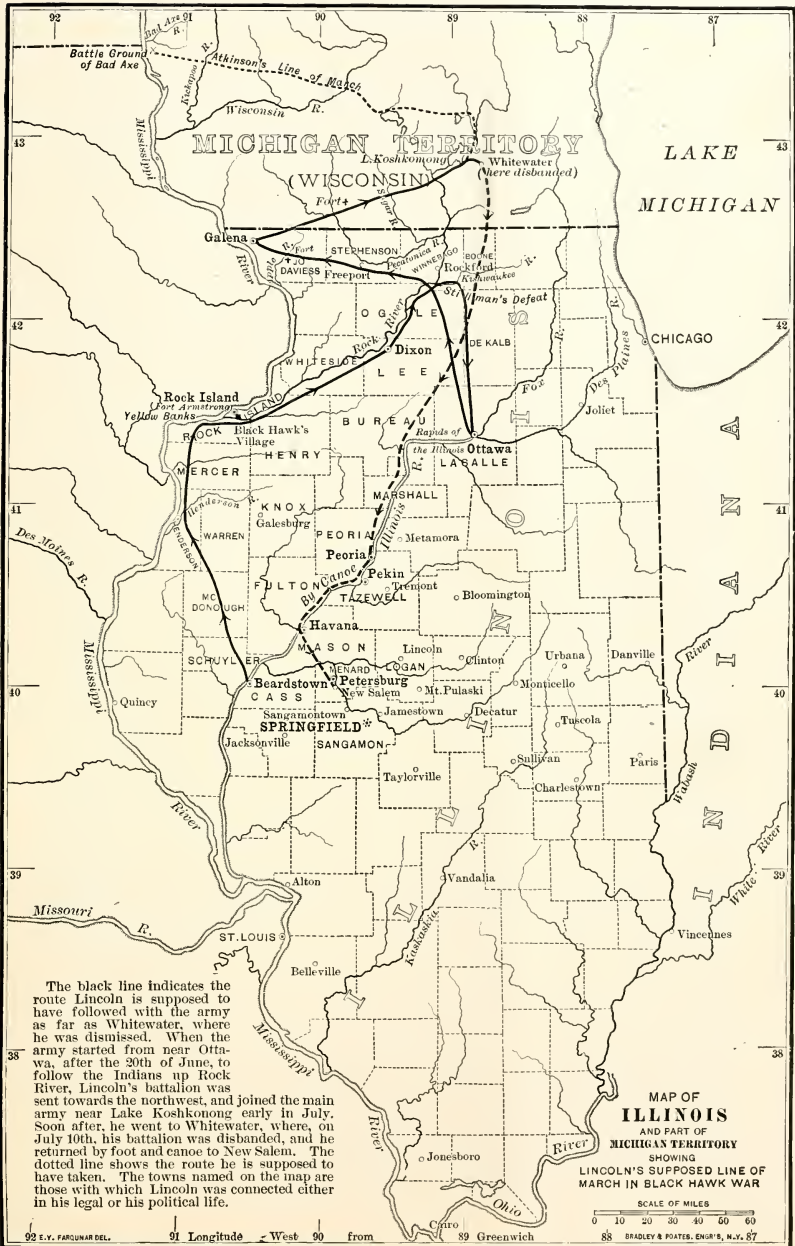 92
91
90
89
88
87
Bad Axe
R.
Battle Ground
of Bad Axe
Kickapoo R.
Atkinson's Line of March
Wisconsin R.
Mississippi
43
43
MICHIGAN TERRITORY
L. Koshkomong
Whitewater
(here disbanded)
(WISCONSIN)
LAKE
MICHIGAN
Fort +
Sugar R.
Galena
River
Apple R.
Fort
JO
DAVIESS
STEPHENSON
Freeport
Pecatonica R.
WINNEBAGO
BOONE
Rockford
Kishwaukee R.
Stillman's Defeat
42
42
OGLE
Rock River
Dixon
DE KALB
CHICAGO
WHITESIDE
LEE
Fox R.
Des Plaines R.
Joliet
Rock Island
(Fort Armstrong)
Yellow Banks
ROCK ISLAND
Black Hawk's
Village
BUREAU
Rapids of
the Illinois
Ottawa
LASALLE
HENRY
MERCER
41
41
Henderson R.
KNOX
Galesburg
MARSHALL
HENDERSON
WARREN
PEORIA
Metamora
Illinois R.
Des Moines R.
Peoria
Pekin
Tremont
Bloomington
FULTON
By Canoe
TAZEWELL
MC
DONOUGH
Havana
MASON
Lincoln
Clinton
Urbana
Danville
River
SCHUYLER
MENARD
LOGAN
40
40
Beardstown
Petersburg
CASS
New Salem
Mt. Pulaski
Monticello
Mississippi
Quincy
Sangamontown
Jamestown
Decatur
SPRINGFIELD*
Tuscola
Jacksonville
SANGAMON
Sullivan
Paris
Taylorville
Charlestown
Wabash
River
ILLINOIS
INDIANA
39
39
Kaskaskia R.
Vandalia
White River
Alton
Missouri
R.
ST. LOUIS
Vincennes
Belleville
The black line indicates the
route Lincoln is supposed to
have followed with the army
as far as Whitewater, where
he was dismissed. When the
army started from near Otta-
wa, after the 20th of June, to
follow the Indians up Rock
River, Lincoln's battalion was
sent towards the northwest, and joined the main
army near Lake Koshkonong early in July.
Soon after, he went to Whitewater, where, on
July 10th, his battalion was disbanded, and he
returned by foot and canoe to New Salem. The
dotted line shows the route he is supposed to
have taken. The towns named on the map are
those with which Lincoln was connected either
in his legal or his political life.
38
38
Mississippi
River
Jonesboro
Ohio
River
Cairo
MAP OF
ILLINOIS
AND PART OF
MICHIGAN TERRITORY
SHOWING
LINCOLN'S SUPPOSED LINE OF
MARCH IN BLACK HAWK WAR
SCALE OF MILES
0 10 20 30 40 50 60
92 E.Y. FARQUHAR DEL.
91 Longitude West 90 from 89 Greenwich
88 BRADLEY & POATES. ENGR'S, N.Y. 87